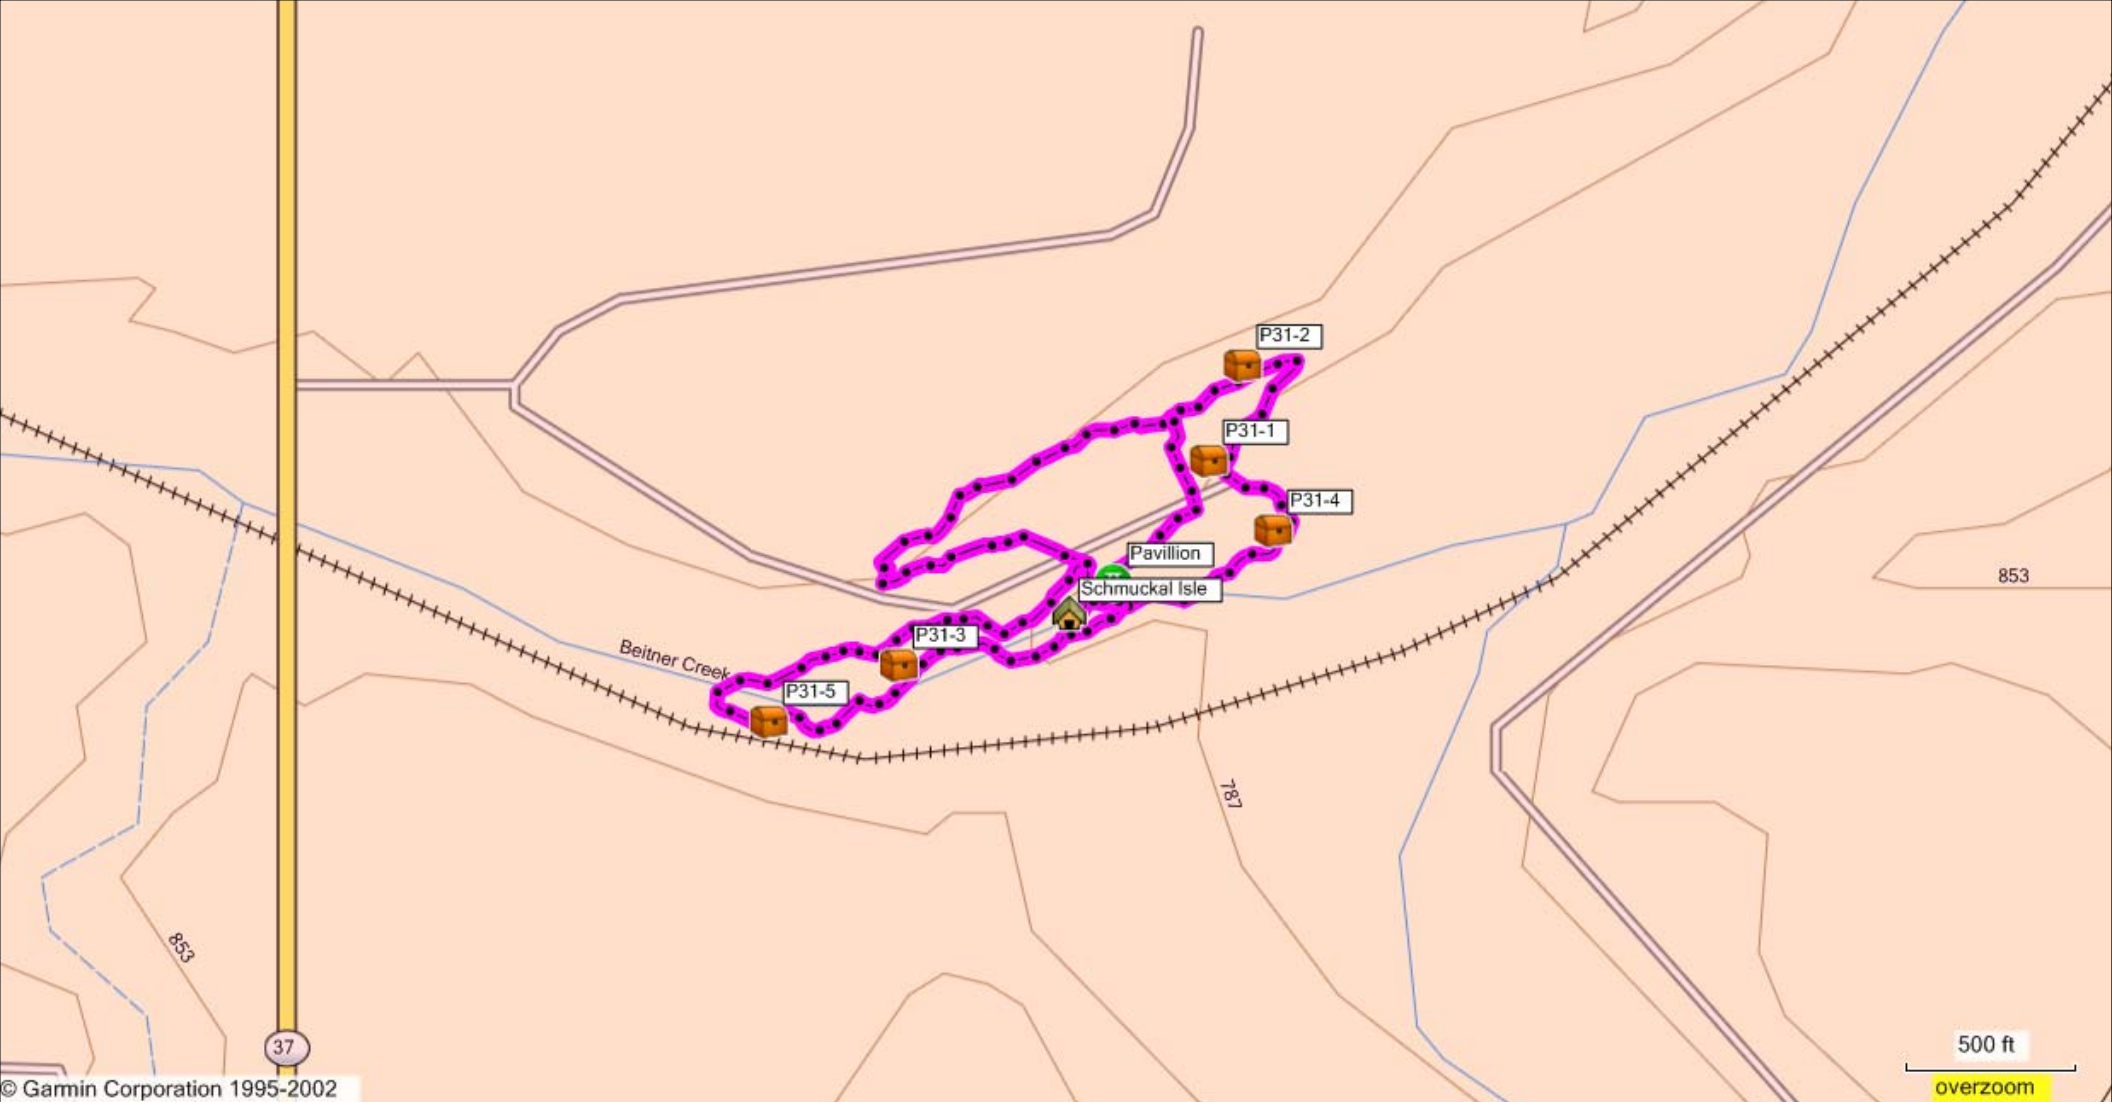 P31-2
P31-1
P31-4
Pavillion
Schmuckal Isle
853
P31-3
Beitner Creek
P31-5
787
853
37
500 ft
© Garmin Corporation 1995-2002
overzoom